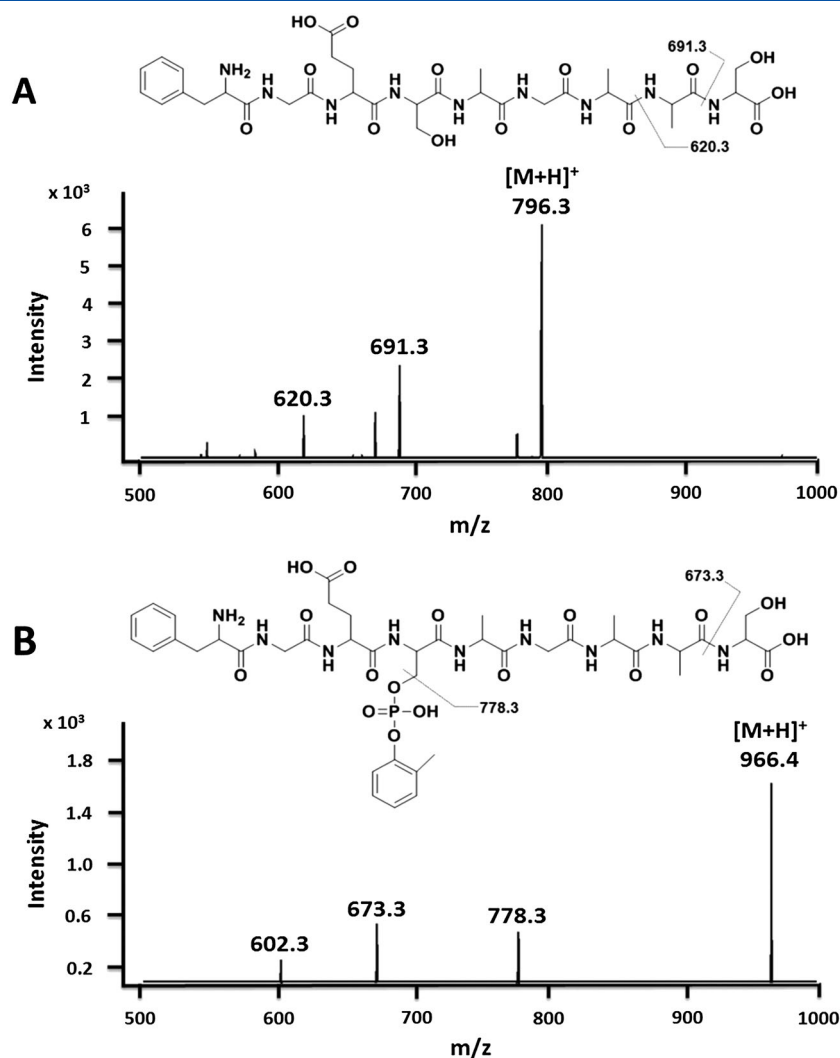 A
HO O
NH₂ H N O H N O H N O H N O OH
691.3
O N H O OH N H O N H O N H O OH
620.3
[M+H]⁺
796.3
x 10³
6
5
4
3
2
1
Intensity
691.3
620.3
500 600 700 800 900 1000
m/z
B
HO O
673.3
NH₂ H N O H N O H N O H N O OH
O N H O N H O N H O N H O OH
O
778.3
O=P-OH
O
x 10³
[M+H]⁺
966.4
1.8
1.4
1.0
0.6
0.2
Intensity
602.3
673.3
778.3
500 600 700 800 900 1000
m/z